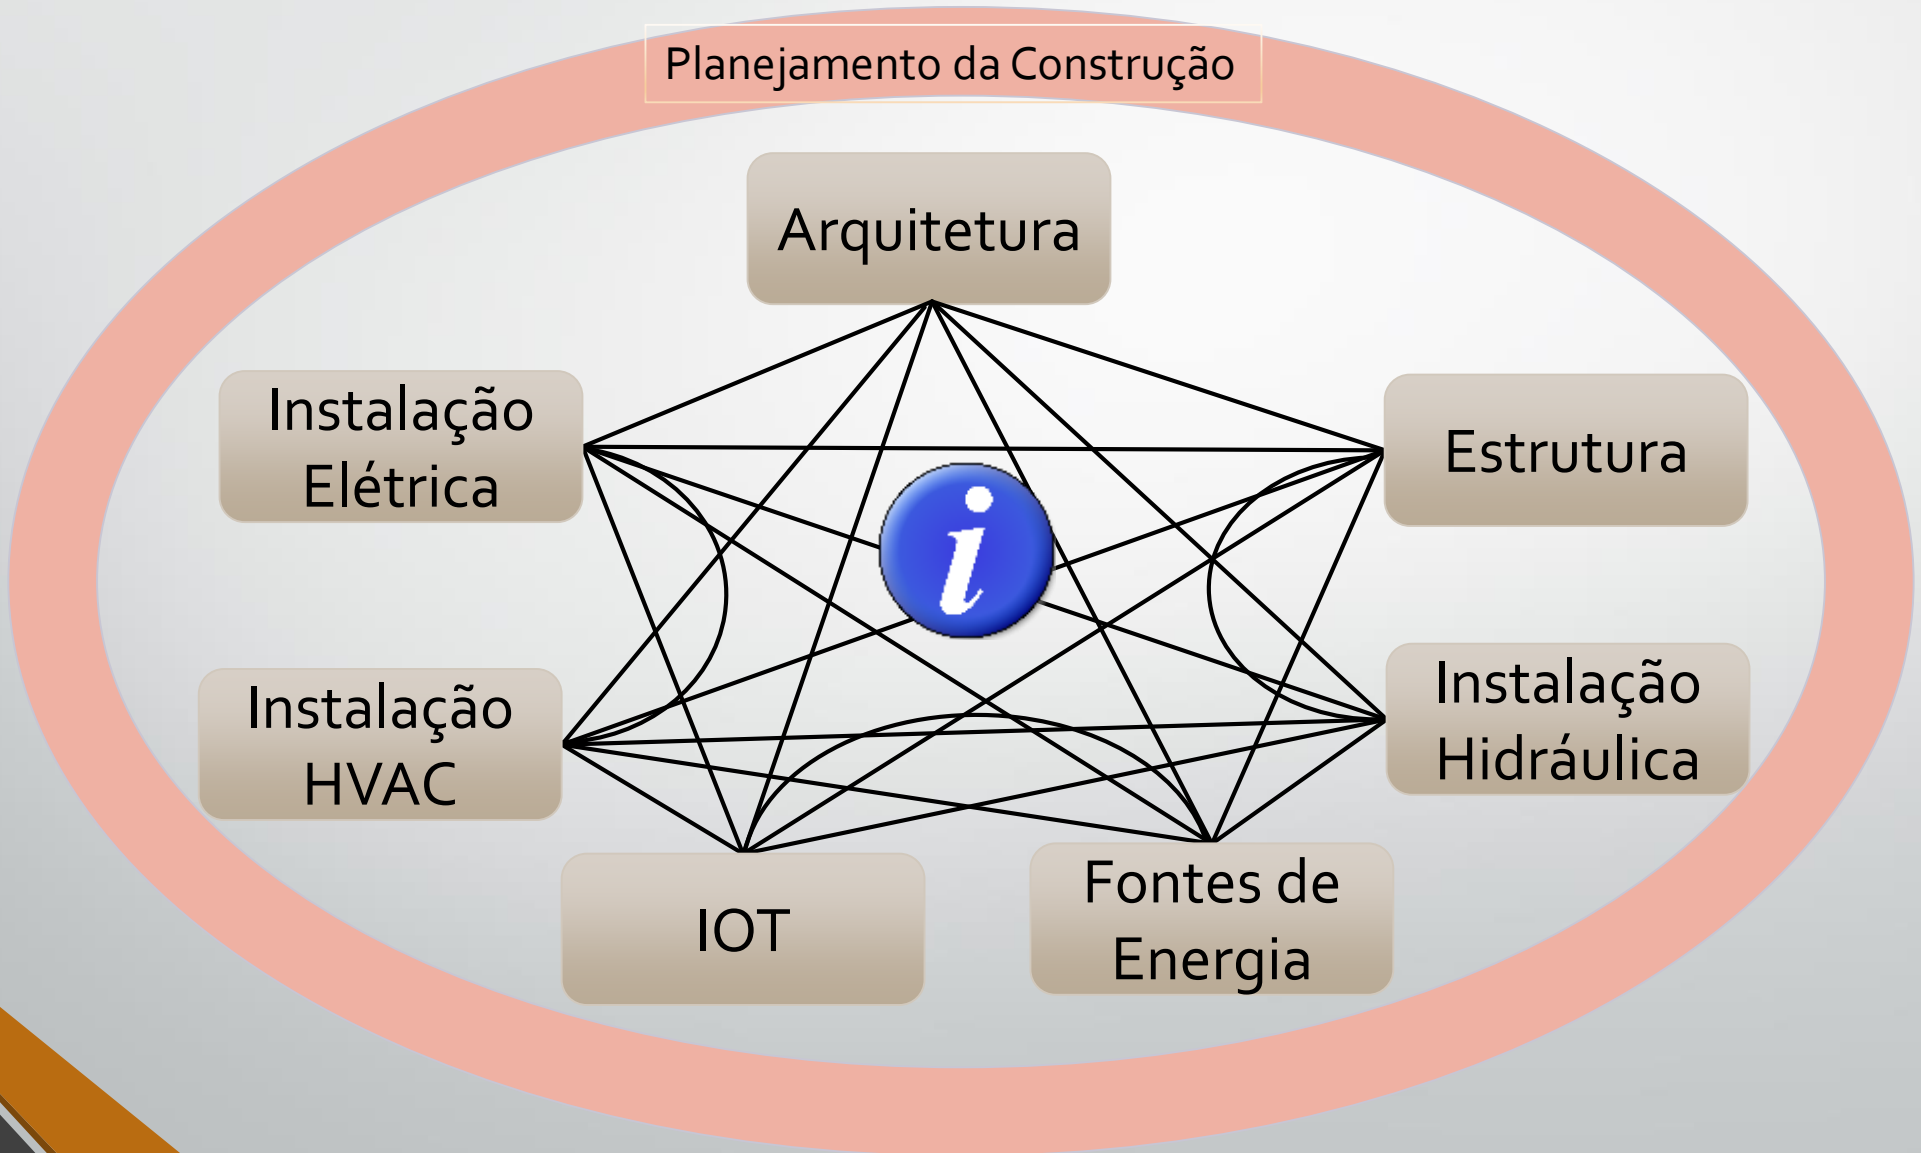 Planejamento da Construção
Arquitetura
Instalação
Elétrica
Estrutura
i
Instalação
HVAC
Instalação
Hidráulica
IOT
Fontes de
Energia